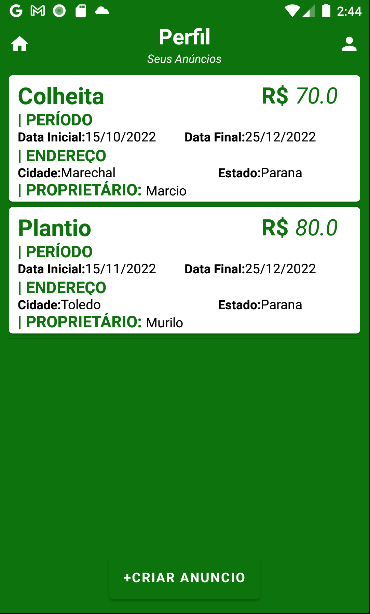 G M 2:44
Perfil
Seus Anúncios
Colheita R$ 70.0
| PERÍODO
Data Inicial:15/10/2022 Data Final:25/12/2022
| ENDEREÇO
Cidade:Marechal Estado:Parana
| PROPRIETÁRIO: Marcio
Plantio R$ 80.0
| PERÍODO
Data Inicial:15/11/2022 Data Final:25/12/2022
| ENDEREÇO
Cidade:Toledo Estado:Parana
| PROPRIETÁRIO: Murilo
+CRIAR ANUNCIO